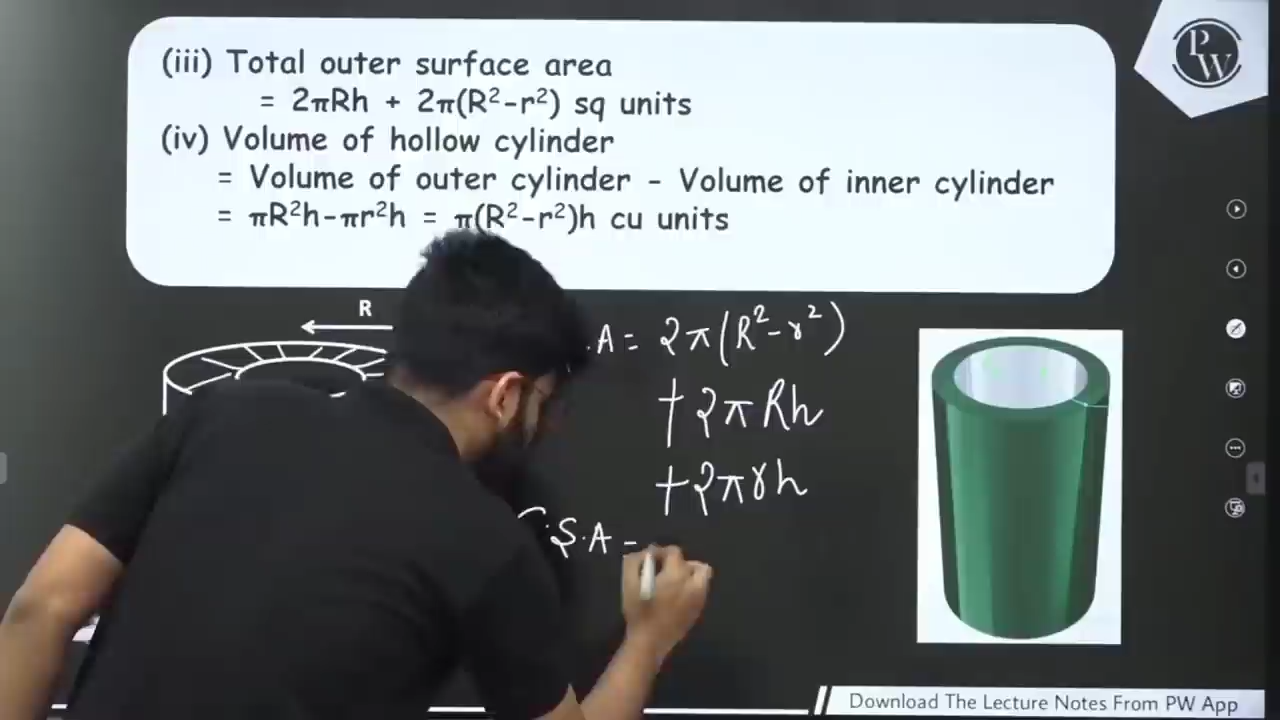 (iii) Total outer surface area
= 2πRh + 2π(R²-r²) sq units
(iv) Volume of hollow cylinder
= Volume of outer cylinder - Volume of inner cylinder
= πR²h-πr²h = π(R²-r²)h cu units
PW
R
.A = 2π(R²-r²)
+2πRh
+2πrh
C.S.A =
Download The Lecture Notes From PW App